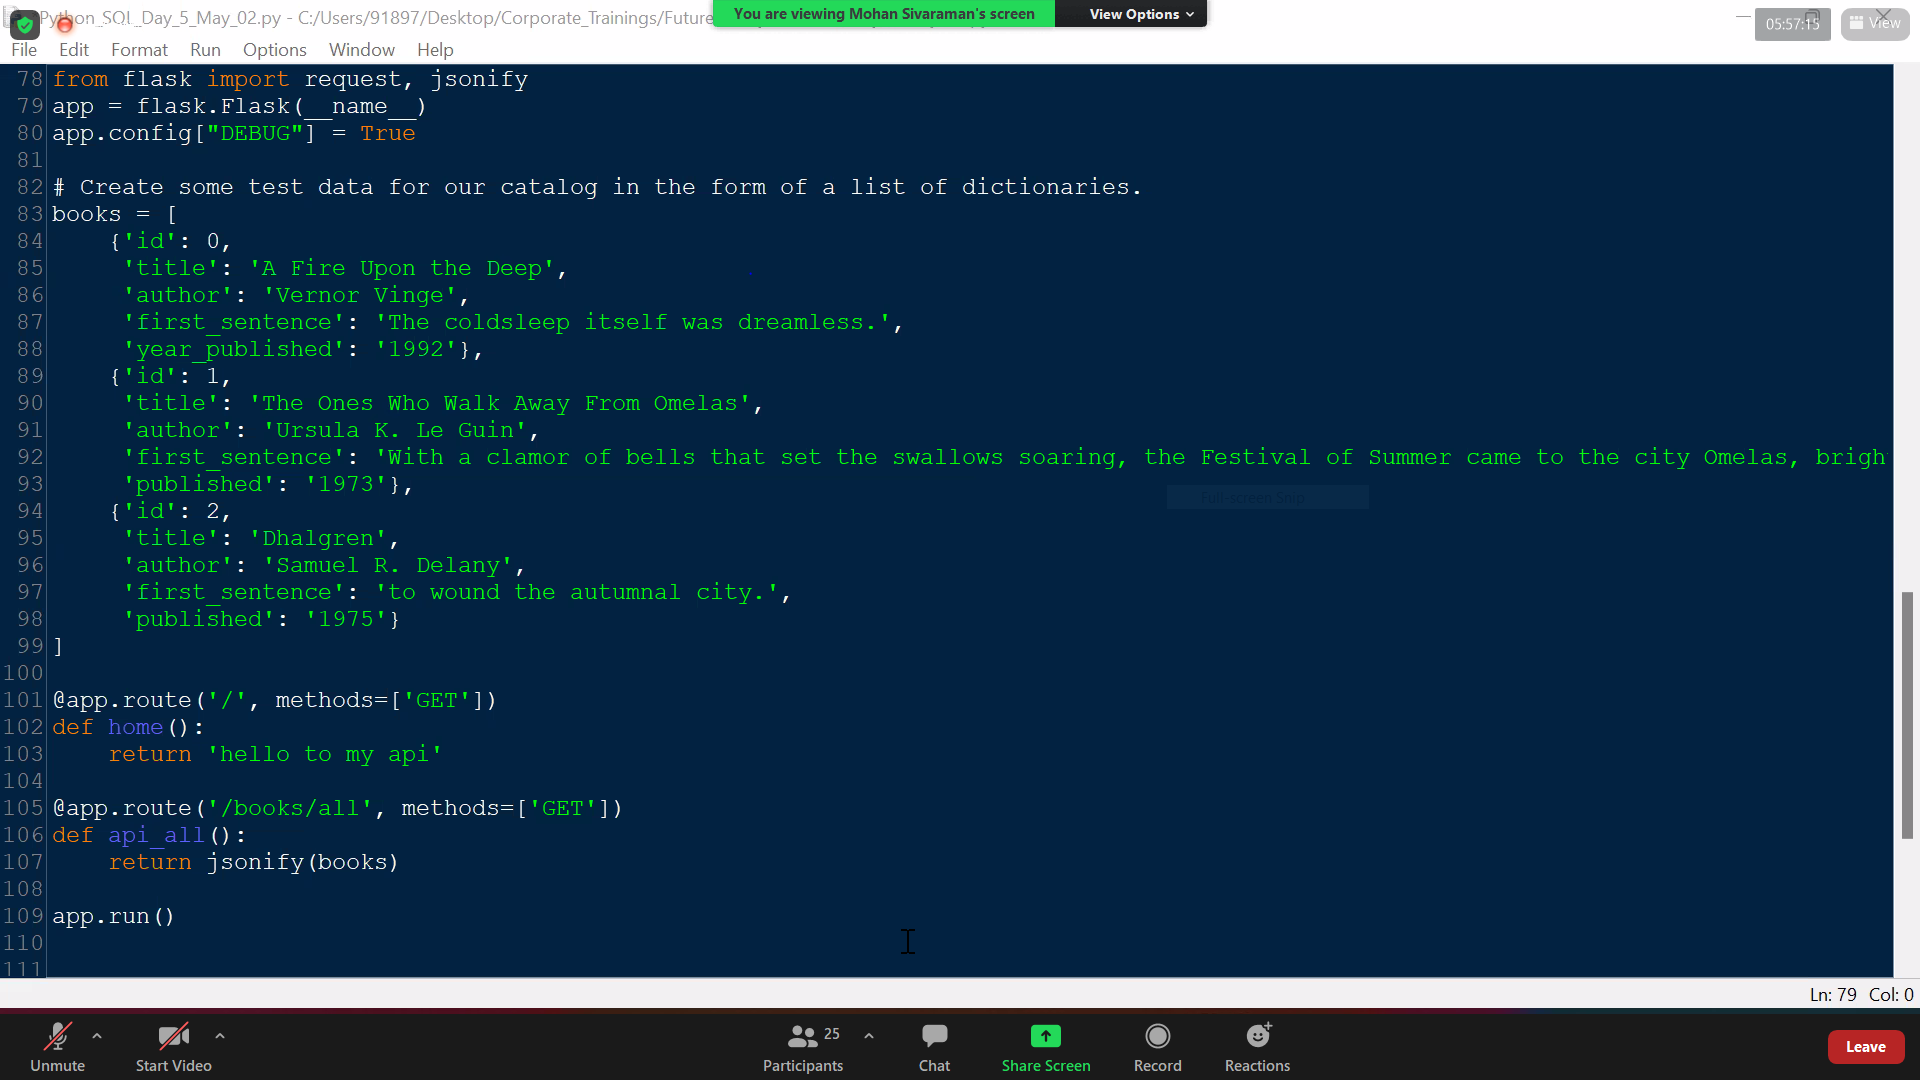 Python_SQL_Day_5_May_02.py - C:/Users/91897/Desktop/Corporate_Trainings/Future
You are viewing Mohan Sivaraman's screen
View Options
05:57:15
View
File Edit Format Run Options Window Help
78 from flask import request, jsonify
79 app = flask.Flask(__name__)
80 app.config["DEBUG"] = True
81
82 # Create some test data for our catalog in the form of a list of dictionaries.
83 books = [
84     {'id': 0,
85      'title': 'A Fire Upon the Deep',
86      'author': 'Vernor Vinge',
87      'first_sentence': 'The coldsleep itself was dreamless.',
88      'year_published': '1992'},
89     {'id': 1,
90      'title': 'The Ones Who Walk Away From Omelas',
91      'author': 'Ursula K. Le Guin',
92      'first_sentence': 'With a clamor of bells that set the swallows soaring, the Festival of Summer came to the city Omelas, brigh
93      'published': '1973'},
Full-screen Snip
94     {'id': 2,
95      'title': 'Dhalgren',
96      'author': 'Samuel R. Delany',
97      'first_sentence': 'to wound the autumnal city.',
98      'published': '1975'}
99 ]
100
101 @app.route('/', methods=['GET'])
102 def home():
103     return 'hello to my api'
104
105 @app.route('/books/all', methods=['GET'])
106 def api_all():
107     return jsonify(books)
108
109 app.run()
110
111
Ln: 79 Col: 0
Unmute
Start Video
25
Participants
Chat
Share Screen
Record
Reactions
Leave